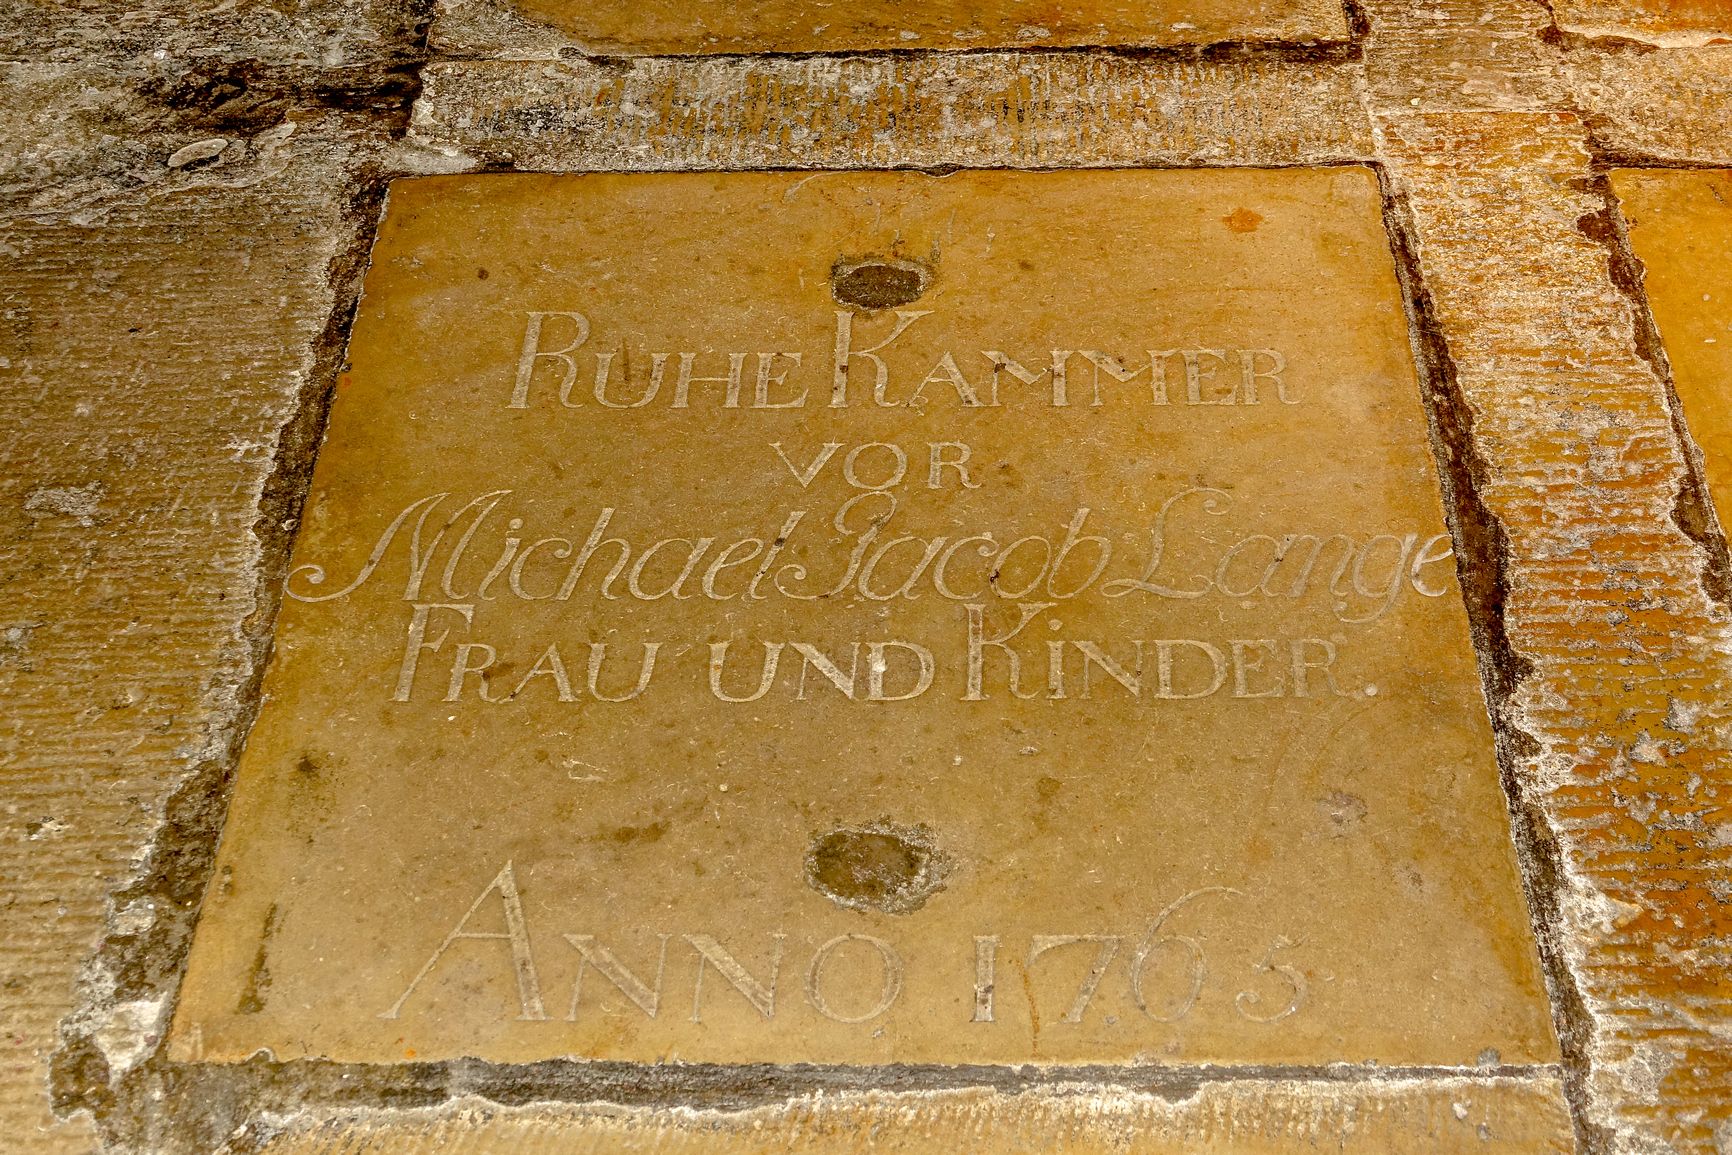 RUHE KAMMER
VOR
Michael Jacob Lange
FRAU UND KINDER.
ANNO 1765